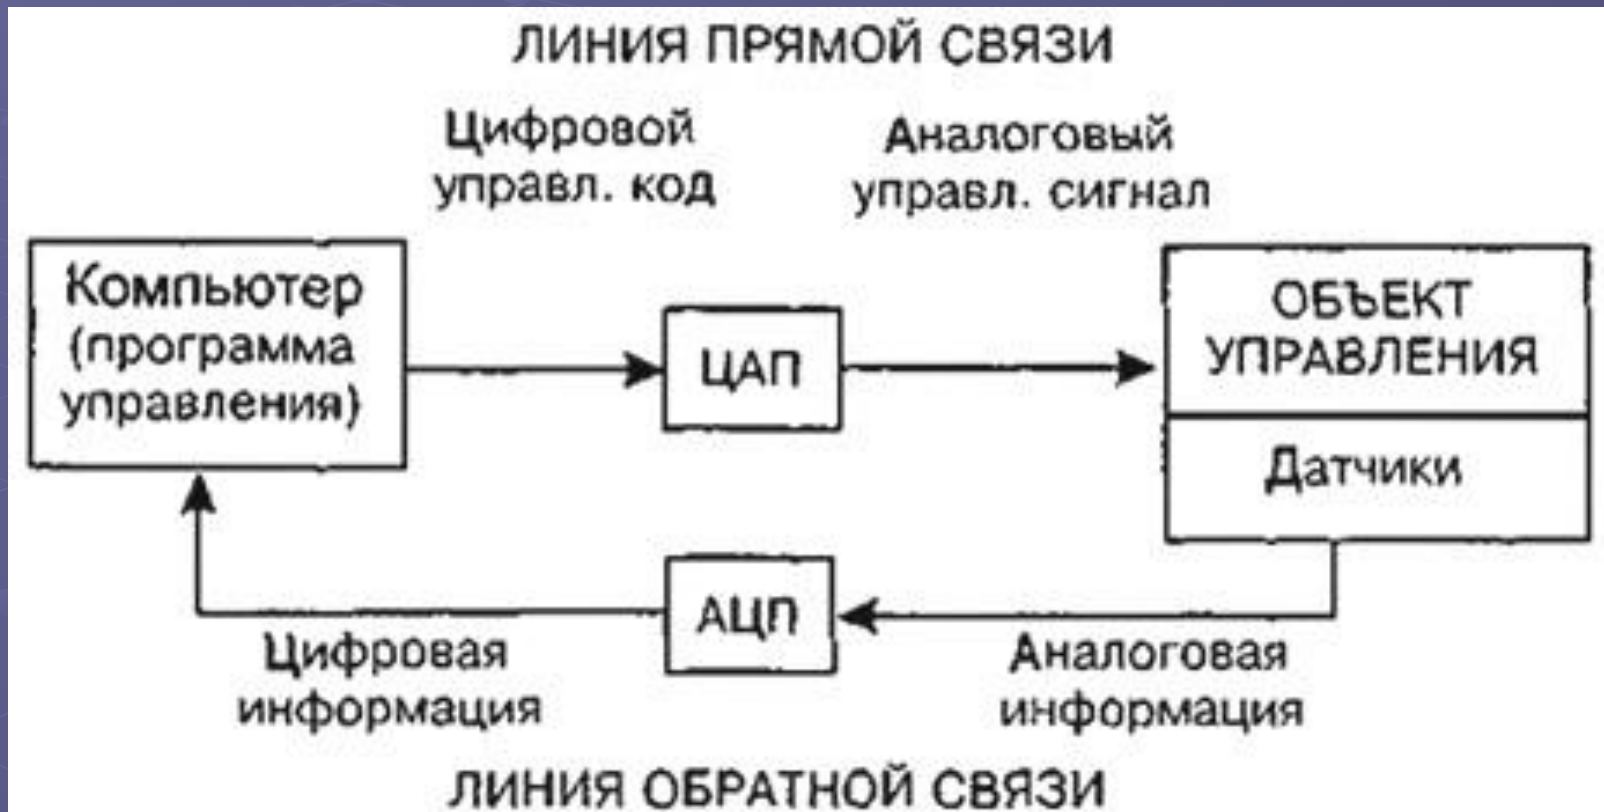 ЛИНИЯ ПРЯМОЙ СВЯЗИ
Цифровой
управл. код
Аналоговый
управл. сигнал
Компьютер
(программа
управления)
ЦАП
ОБЪЕКТ
УПРАВЛЕНИЯ
Датчики
АЦП
Цифровая
информация
Аналоговая
информация
ЛИНИЯ ОБРАТНОЙ СВЯЗИ